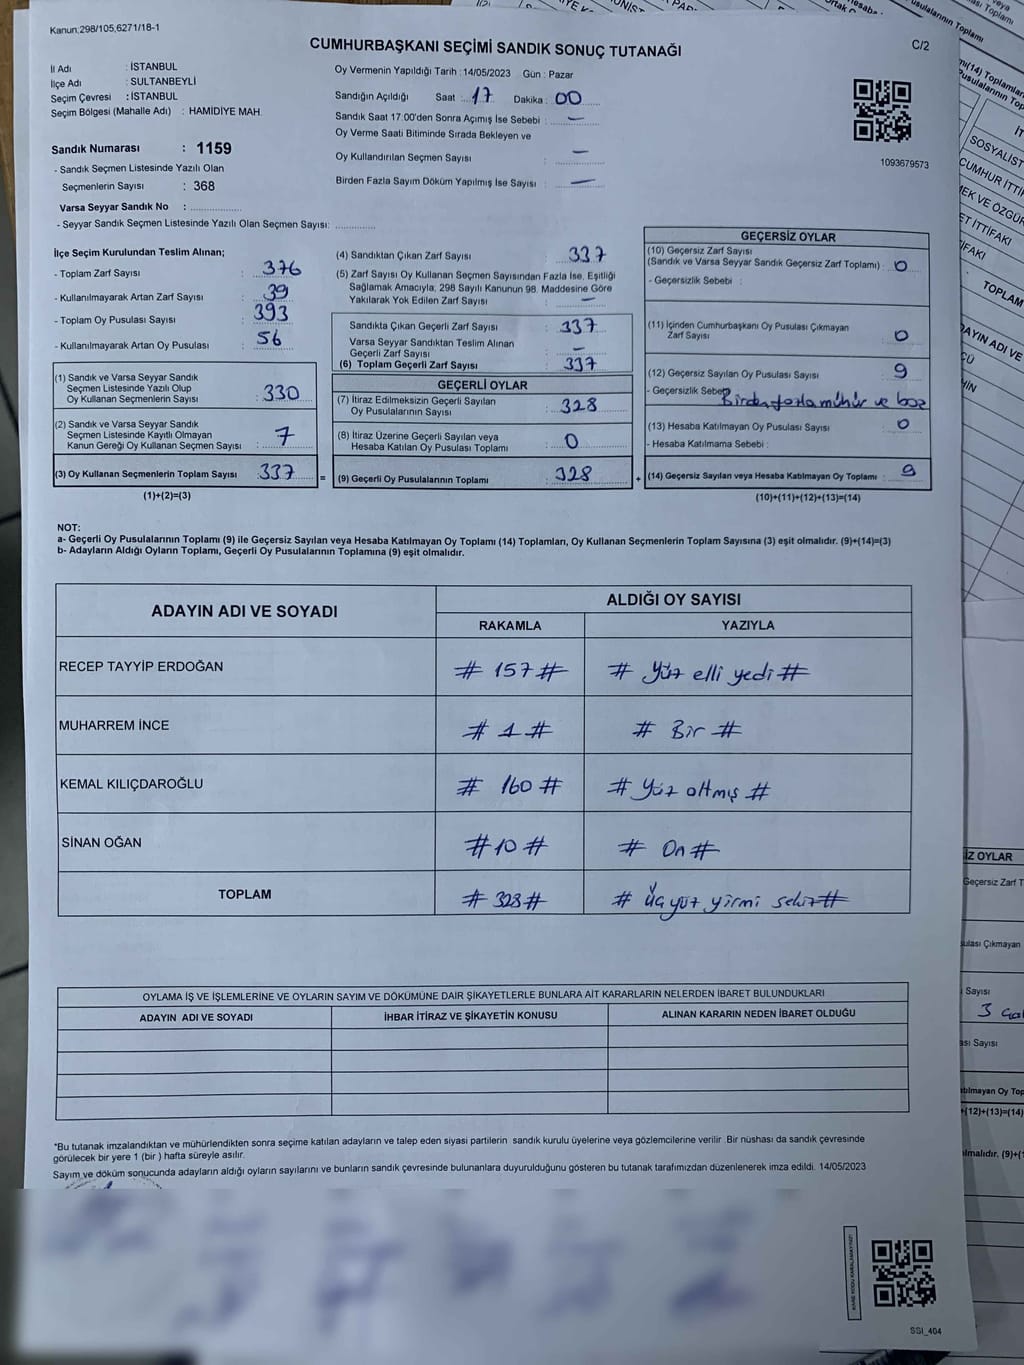 Kanun,298/105,6271/18-1
C/2
CUMHURBAŞKANI SEÇİMİ SANDIK SONUÇ TUTANAĞI
İl Adı : İSTANBUL
İlçe Adı : SULTANBEYLİ
Seçim Çevresi : İSTANBUL
Seçim Bölgesi (Mahalle Adı) : HAMİDİYE MAH.
Sandık Numarası : 1159
- Sandık Seçmen Listesinde Yazılı Olan
Seçmenlerin Sayısı : 368
Varsa Seyyar Sandık No :
- Seyyar Sandık Seçmen Listesinde Yazılı Olan Seçmen Sayısı:
Oy Vermenin Yapıldığı Tarih : 14/05/2023 Gün : Pazar
Sandığın Açıldığı Saat : 17 Dakika : 00
Sandık Saat 17:00'den Sonra Açımış İse Sebebi : —
Oy Verme Saati Bitiminde Sırada Bekleyen ve
Oy Kullandırılan Seçmen Sayısı : —
Birden Fazla Sayım Döküm Yapılmış İse Sayısı : —
1093679573
İlçe Seçim Kurulundan Teslim Alınan;
- Toplam Zarf Sayısı : 376
- Kullanılmayarak Artan Zarf Sayısı : 39
- Toplam Oy Pusulası Sayısı : 393
- Kullanılmayarak Artan Oy Pusulası : 56
(1) Sandık ve Varsa Seyyar Sandık
Seçmen Listesinde Yazılı Olup
Oy Kullanan Seçmenlerin Sayısı : 330
(2) Sandık ve Varsa Seyyar Sandık
Seçmen Listesinde Kayıtlı Olmayan
Kanun Gereği Oy Kullanan Seçmen Sayısı : 7
(3) Oy Kullanan Seçmenlerin Toplam Sayısı : 337
(1)+(2)=(3)
=
(4) Sandıktan Çıkan Zarf Sayısı : 337
(5) Zarf Sayısı Oy Kullanan Seçmen Sayısından Fazla İse, Eşitliği
Sağlamak Amacıyla; 298 Sayılı Kanunun 98. Maddesine Göre
Yakılarak Yok Edilen Zarf Sayısı : —
Sandıkta Çıkan Geçerli Zarf Sayısı : 337
Varsa Seyyar Sandıktan Teslim Alınan
Geçerli Zarf Sayısı : —
(6) Toplam Geçerli Zarf Sayısı : 337
GEÇERLİ OYLAR
(7) İtiraz Edilmeksizin Geçerli Sayılan
Oy Pusulalarının Sayısı : 328
(8) İtiraz Üzerine Geçerli Sayılan veya
Hesaba Katılan Oy Pusulası Toplamı : 0
(9) Geçerli Oy Pusulalarının Toplamı : 328
+
GEÇERSİZ OYLAR
(10) Geçersiz Zarf Sayısı
(Sandık ve Varsa Seyyar Sandık Geçersiz Zarf Toplamı) : 0
- Geçersizlik Sebebi :
(11) İçinden Cumhurbaşkanı Oy Pusulası Çıkmayan
Zarf Sayısı : 0
(12) Geçersiz Sayılan Oy Pusulası Sayısı : 9
- Geçersizlik Sebebi Birden fazla mühür ve boş
(13) Hesaba Katılmayan Oy Pusulası Sayısı : 0
- Hesaba Katılmama Sebebi :
(14) Geçersiz Sayılan veya Hesaba Katılmayan Oy Toplamı : 9
(10)+(11)+(12)+(13)=(14)
NOT:
a- Geçerli Oy Pusulalarının Toplamı (9) ile Geçersiz Sayılan veya Hesaba Katılmayan Oy Toplamı (14) Toplamları, Oy Kullanan Seçmenlerin Toplam Sayısına (3) eşit olmalıdır. (9)+(14)=(3)
b- Adayların Aldığı Oyların Toplamı, Geçerli Oy Pusulalarının Toplamına (9) eşit olmalıdır.
ADAYIN ADI VE SOYADI
ALDIĞI OY SAYISI
RAKAMLA YAZIYLA
RECEP TAYYİP ERDOĞAN # 157 # # Yüz elli yedi #
MUHARREM İNCE # 1 # # Bir #
KEMAL KILIÇDAROĞLU # 160 # # Yüz altmış #
SİNAN OĞAN # 10 # # On #
TOPLAM # 328 # # Üçyüz yirmi sekiz #
OYLAMA İŞ VE İŞLEMLERİNE VE OYLARIN SAYIM VE DÖKÜMÜNE DAİR ŞİKAYETLERLE BUNLARA AİT KARARLARIN NELERDEN İBARET BULUNDUKLARI
ADAYIN ADI VE SOYADI İHBAR İTİRAZ VE ŞİKAYETİN KONUSU ALINAN KARARIN NEDEN İBARET OLDUĞU
*Bu tutanak imzalandıktan ve mühürlendikten sonra seçime katılan adayların ve talep eden siyasi partilerin sandık kurulu üyelerine veya gözlemcilerine verilir. Bir nüshası da sandık çevresinde
görülecek bir yere 1 (bir) hafta süreyle asılır.
Sayım ve döküm sonucunda adayların aldığı oyların sayılarını ve bunların sandık çevresinde bulunanlara duyurulduğunu gösteren bu tutanak tarafımızdan düzenlenerek imza edildi. 14/05/2023
SSI_404
SOSYALİST
CUMHUR İTTİ
ET İTTİFAKI
TOPLAM
İZ OYLAR
Geçersiz Zarf T
Çıkmayan
Sayısı
(12)+(13)=(14)